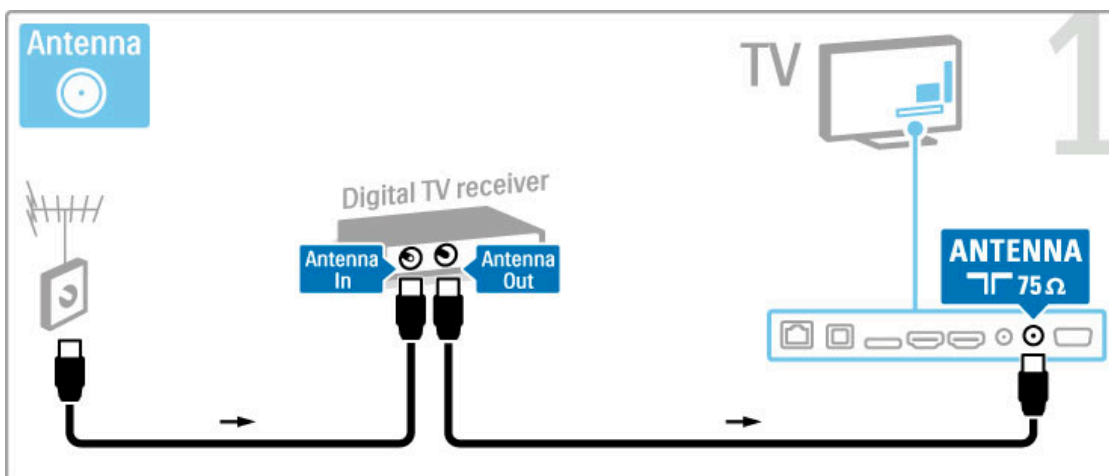 Antenna
TV
1
Digital TV receiver
Antenna
In
Antenna
Out
ANTENNA
75 Ω